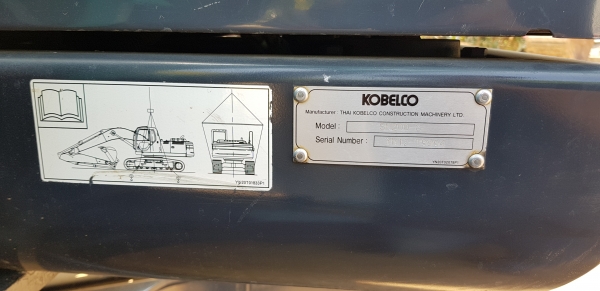 KOBELCO
Manufacturer: THAI KOBELCO CONSTRUCTION MACHINERY LTD.
Model :
Serial Number :